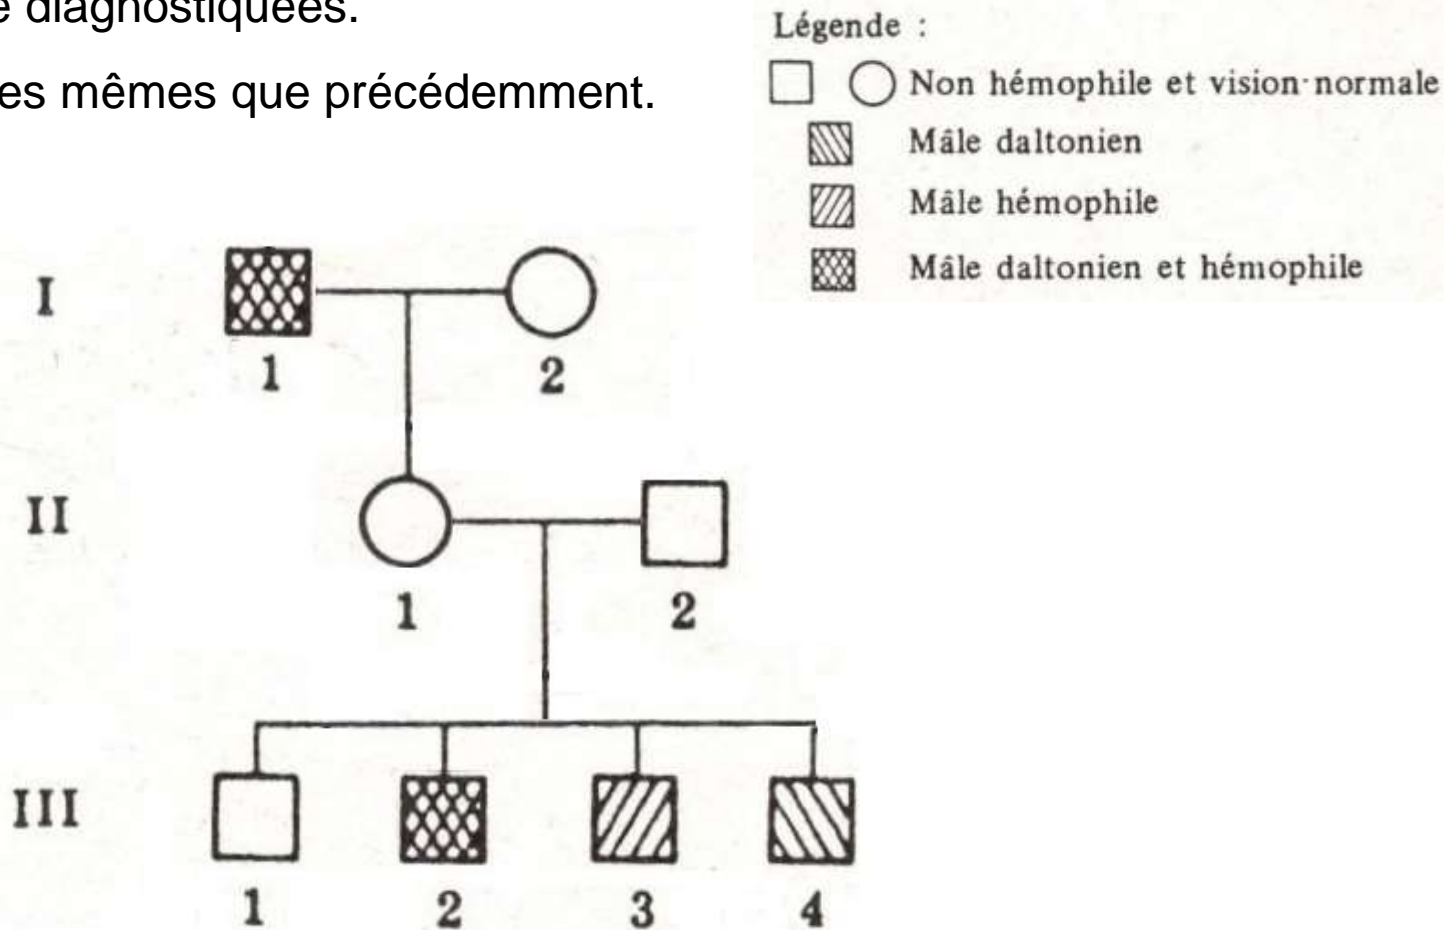 e diagnostiquées.
es mêmes que précédemment.
Légende :
Non hémophile et vision normale
Mâle daltonien
Mâle hémophile
Mâle daltonien et hémophile
I
1
2
II
1
2
III
1
2
3
4